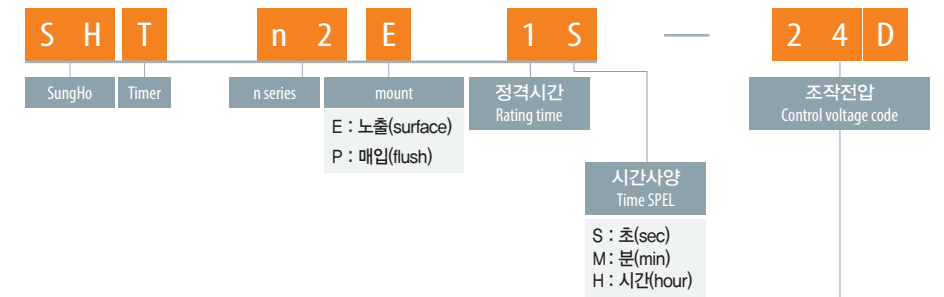 S H T n 2 E 1 S — 2 4 D
SungHo
Timer
n series
mount
E : 노출(surface)
P : 매입(flush)
정격시간
Rating time
시간사양
Time SPEL
S : 초(sec)
M : 분(min)
H : 시간(hour)
조작전압
Control voltage code